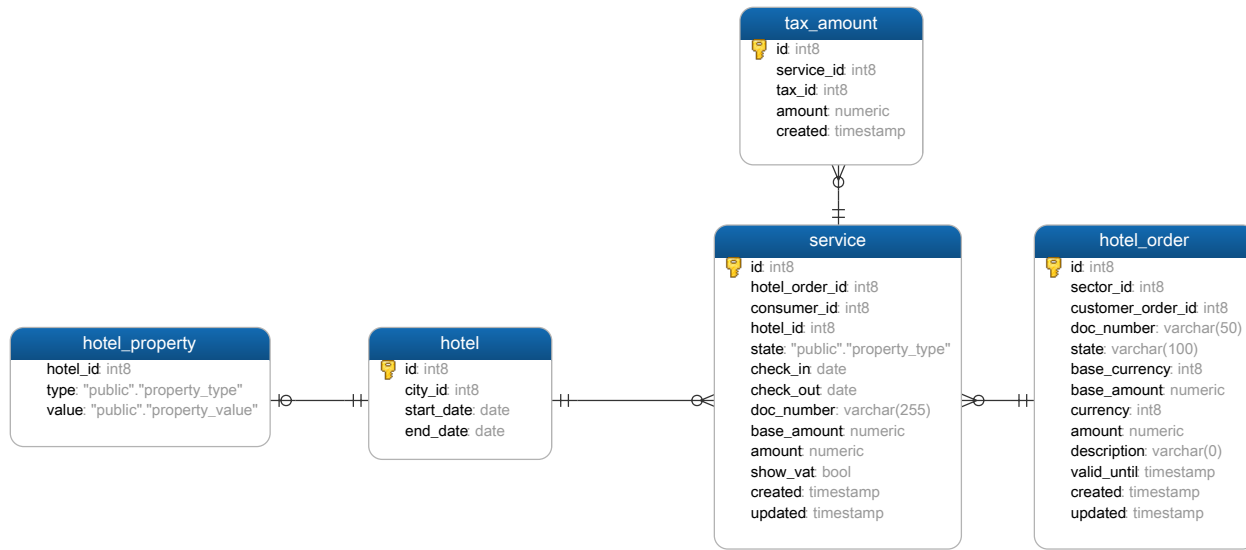 tax_amount
id: int8
service_id: int8
tax_id: int8
amount: numeric
created: timestamp
service
id: int8
hotel_order_id: int8
consumer_id: int8
hotel_id: int8
state: "public"."property_type"
check_in: date
check_out: date
doc_number: varchar(255)
base_amount: numeric
amount: numeric
show_vat: bool
created: timestamp
updated: timestamp
hotel_order
id: int8
sector_id: int8
customer_order_id: int8
doc_number: varchar(50)
state: varchar(100)
base_currency: int8
base_amount: numeric
currency: int8
amount: numeric
description: varchar(0)
valid_until: timestamp
created: timestamp
updated: timestamp
hotel_property
hotel_id: int8
type: "public"."property_type"
value: "public"."property_value"
hotel
id: int8
city_id: int8
start_date: date
end_date: date